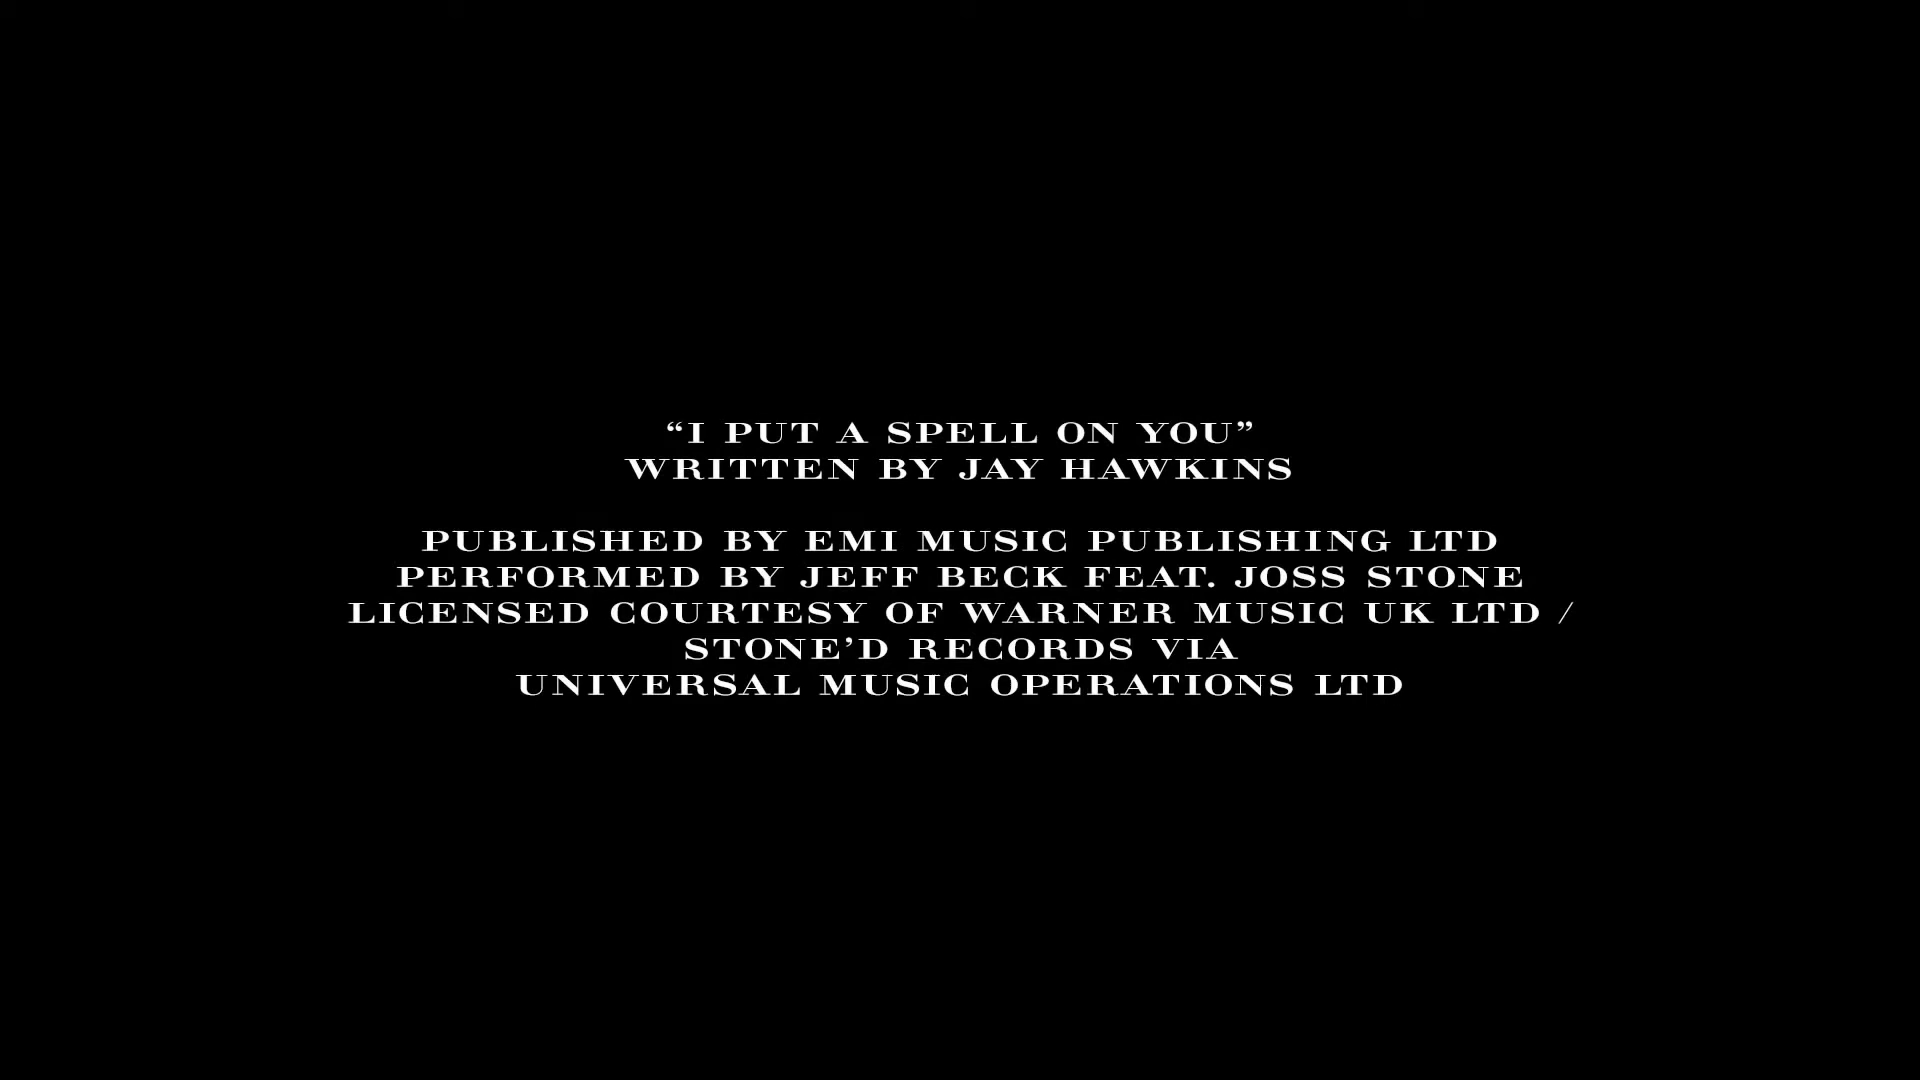 “I PUT A SPELL ON YOU”
WRITTEN BY JAY HAWKINS
PUBLISHED BY EMI MUSIC PUBLISHING LTD
PERFORMED BY JEFF BECK FEAT. JOSS STONE
LICENSED COURTESY OF WARNER MUSIC UK LTD /
STONE’D RECORDS VIA
UNIVERSAL MUSIC OPERATIONS LTD